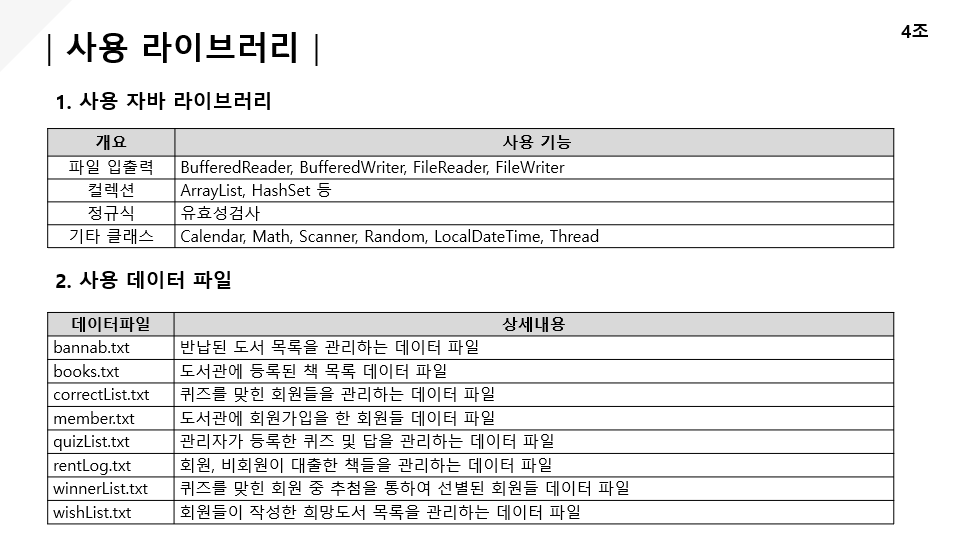 4조
| 사용 라이브러리 |
1. 사용 자바 라이브러리
개요 사용 기능
파일 입출력 BufferedReader, BufferedWriter, FileReader, FileWriter
컬렉션 ArrayList, HashSet 등
정규식 유효성검사
기타 클래스 Calendar, Math, Scanner, Random, LocalDateTime, Thread
2. 사용 데이터 파일
데이터파일 상세내용
bannab.txt 반납된 도서 목록을 관리하는 데이터 파일
books.txt 도서관에 등록된 책 목록 데이터 파일
correctList.txt 퀴즈를 맞힌 회원들을 관리하는 데이터 파일
member.txt 도서관에 회원가입을 한 회원들 데이터 파일
quizList.txt 관리자가 등록한 퀴즈 및 답을 관리하는 데이터 파일
rentLog.txt 회원, 비회원이 대출한 책들을 관리하는 데이터 파일
winnerList.txt 퀴즈를 맞힌 회원 중 추첨을 통하여 선별된 회원들 데이터 파일
wishList.txt 회원들이 작성한 희망도서 목록을 관리하는 데이터 파일